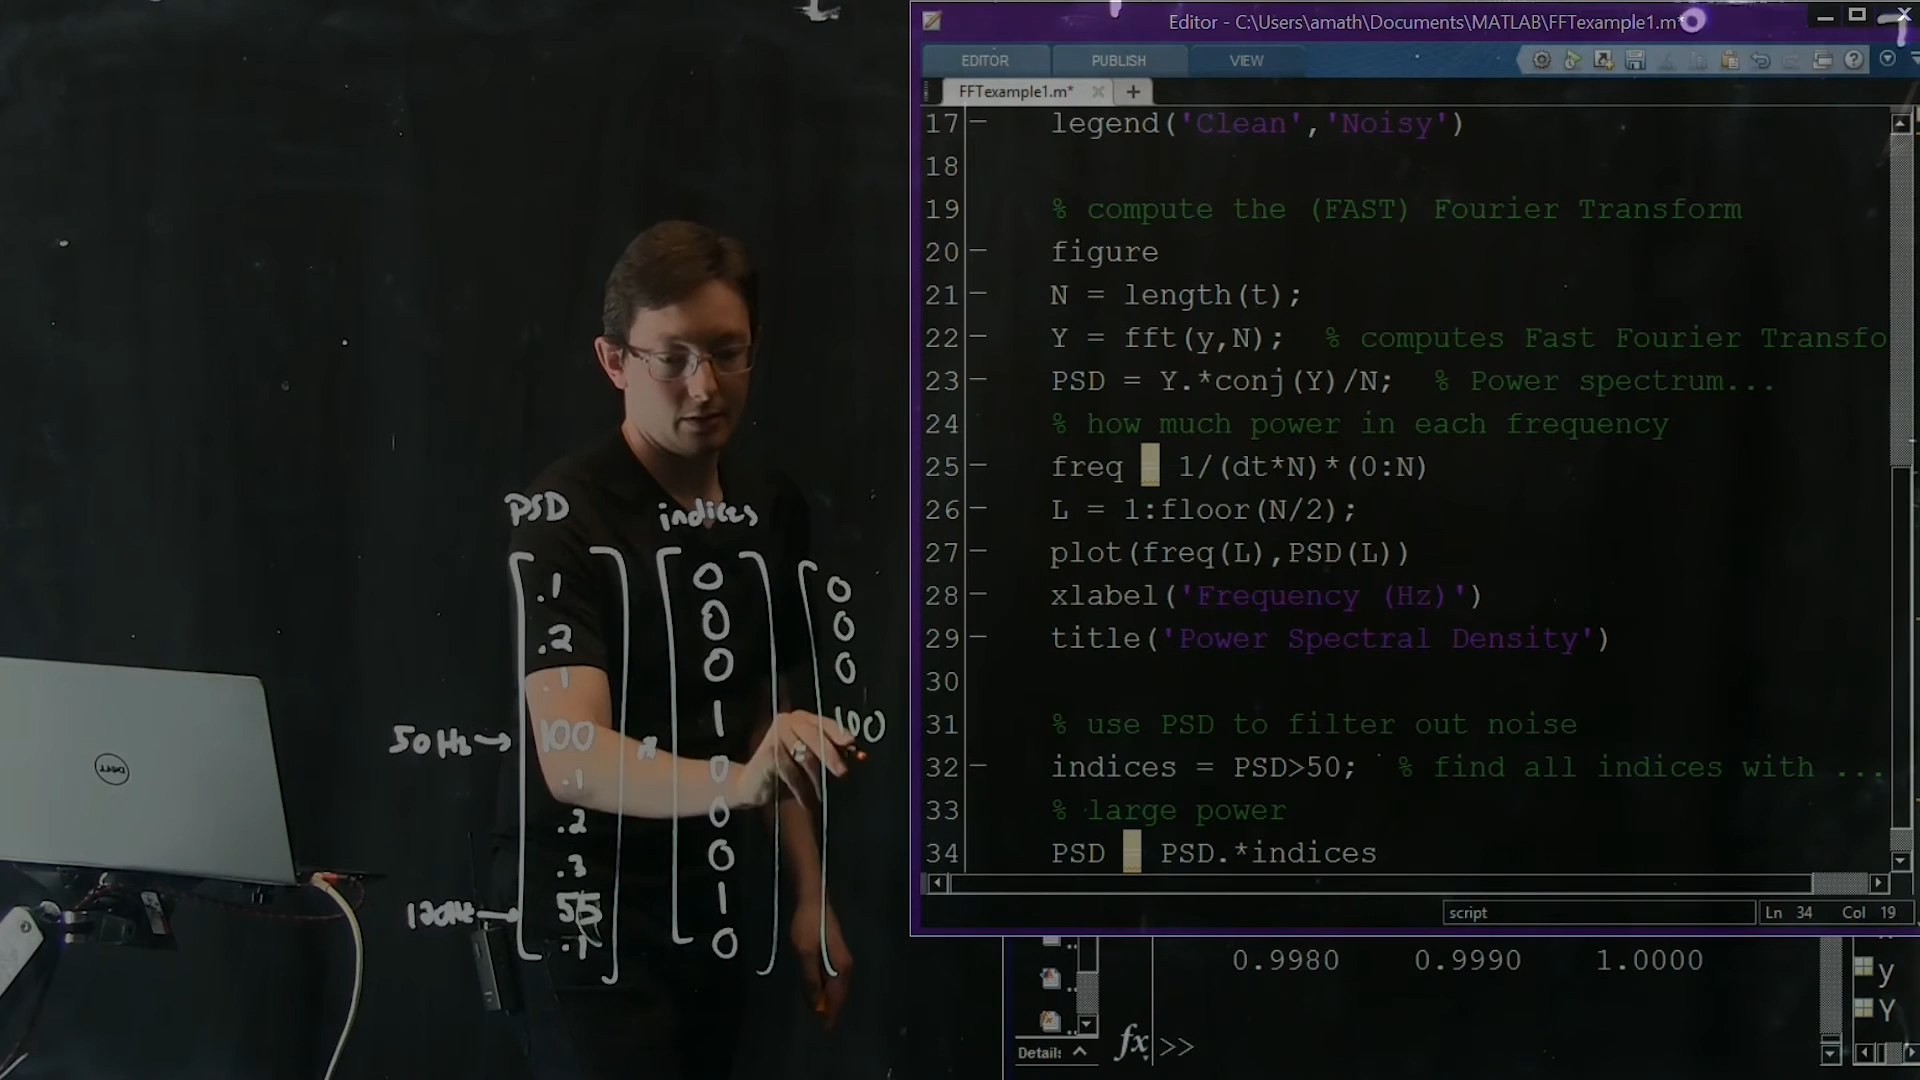 Editor - C:\Users\amath\Documents\MATLAB\FFTexample1.m*
EDITOR PUBLISH VIEW
FFTexample1.m*
17 legend('Clean','Noisy')
18
19 % compute the (FAST) Fourier Transform
20 figure
21 N = length(t);
22 Y = fft(y,N); % computes Fast Fourier Transfo
23 PSD = Y.*conj(Y)/N; % Power spectrum...
24 % how much power in each frequency
25 freq = 1/(dt*N)*(0:N)
26 L = 1:floor(N/2);
27 plot(freq(L),PSD(L))
28 xlabel('Frequency (Hz)')
29 title('Power Spectral Density')
30
31 % use PSD to filter out noise
32 indices = PSD>50; % find all indices with ...
33 % large power
34 PSD = PSD.*indices
script Ln 34 Col 19
0.9980 0.9990 1.0000
y
Y
Details
fx >>
PSD indices
.1 0 0
.2 0 0
.1 0 0
50Hz → 100 * 1 = 100
.1 0
.2 0
.3 0
120Hz → 55 1
.1 0
DELL